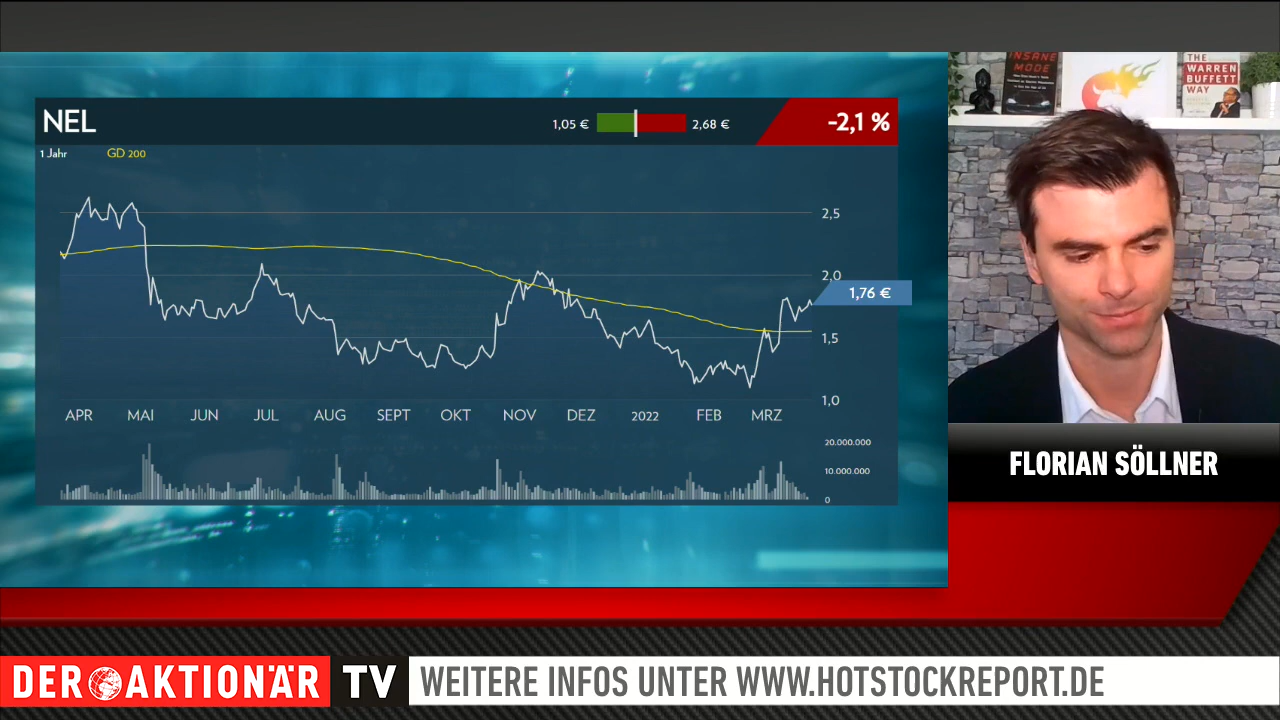 NEL
1,05 €
2,68 €
-2,1 %
1 Jahr
GD 200
2,5
2,0
1,76 €
1,5
1,0
APR MAI JUN JUL AUG SEPT OKT NOV DEZ 2022 FEB MRZ
20.000.000
10.000.000
0
INSANE
MODE
THE
WARREN
BUFFETT
WAY
FLORIAN SÖLLNER
DER AKTIONÄR TV
WEITERE INFOS UNTER WWW.HOTSTOCKREPORT.DE